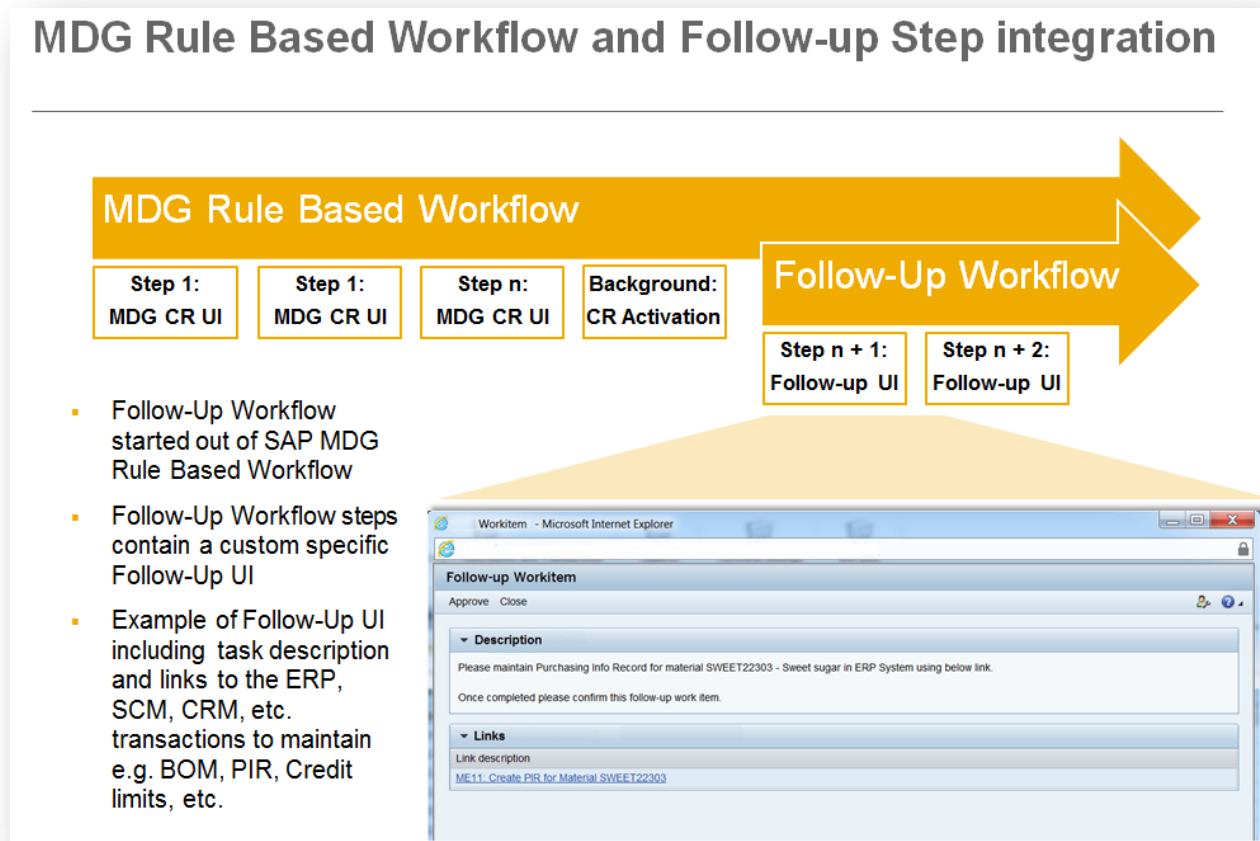 MDG Rule Based Workflow and Follow-up Step integration
MDG Rule Based Workflow
Step 1:
MDG CR UI
Step 1:
MDG CR UI
Step n:
MDG CR UI
Background:
CR Activation
Follow-Up Workflow
Step n + 1:
Follow-up UI
Step n + 2:
Follow-up UI
Follow-Up Workflow
started out of SAP MDG
Rule Based Workflow
Follow-Up Workflow steps
contain a custom specific
Follow-Up UI
Example of Follow-Up UI
including task description
and links to the ERP,
SCM, CRM, etc.
transactions to maintain
e.g. BOM, PIR, Credit
limits, etc.
Workitem - Microsoft Internet Explorer
Follow-up Workitem
Approve Close
Description
Please maintain Purchasing Info Record for material SWEET22303 - Sweet sugar in ERP System using below link.
Once completed please confirm this follow-up work item.
Links
Link description
ME11: Create PIR for Material SWEET22303